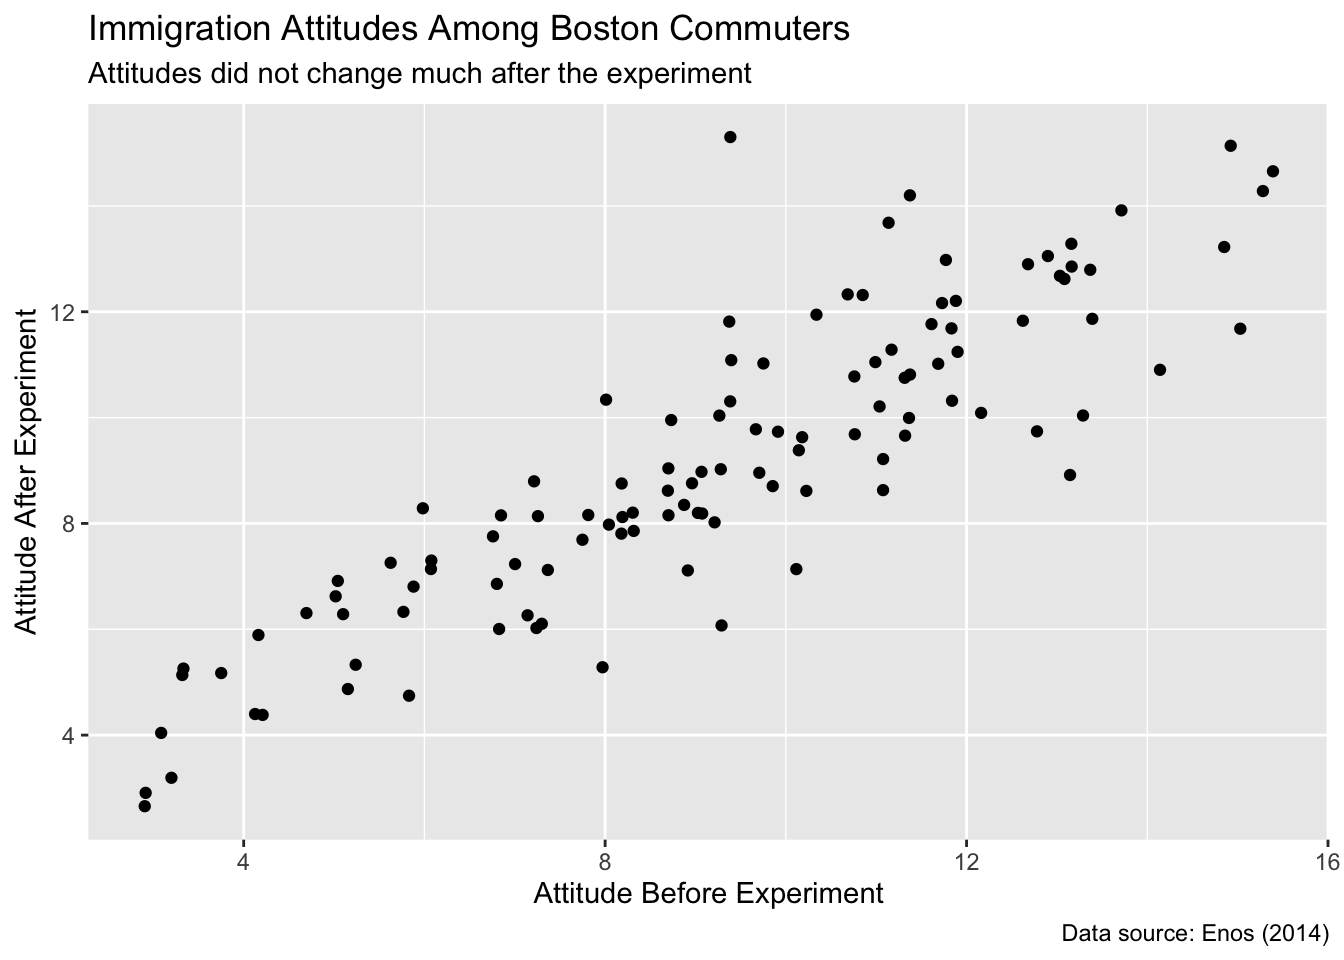 Immigration Attitudes Among Boston Commuters
Attitudes did not change much after the experiment
Attitude After Experiment
12
8
4
4 8 12 16
Attitude Before Experiment
Data source: Enos (2014)